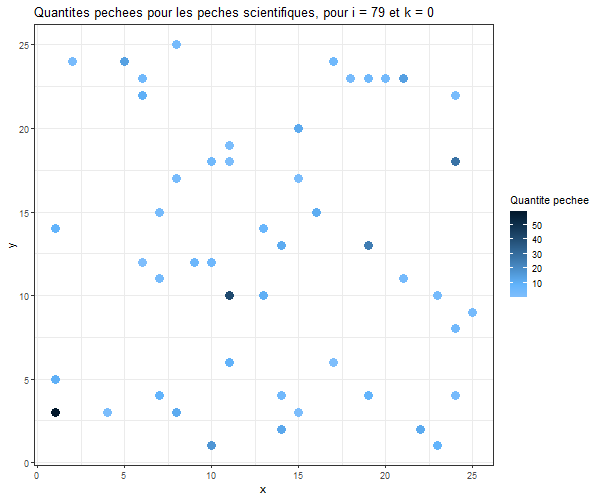 Quantites pechees pour les peches scientifiques, pour i = 79 et k = 0
25
20
15
10
5
0
y
0 5 10 15 20 25
x
Quantite pechee
50
40
30
20
10